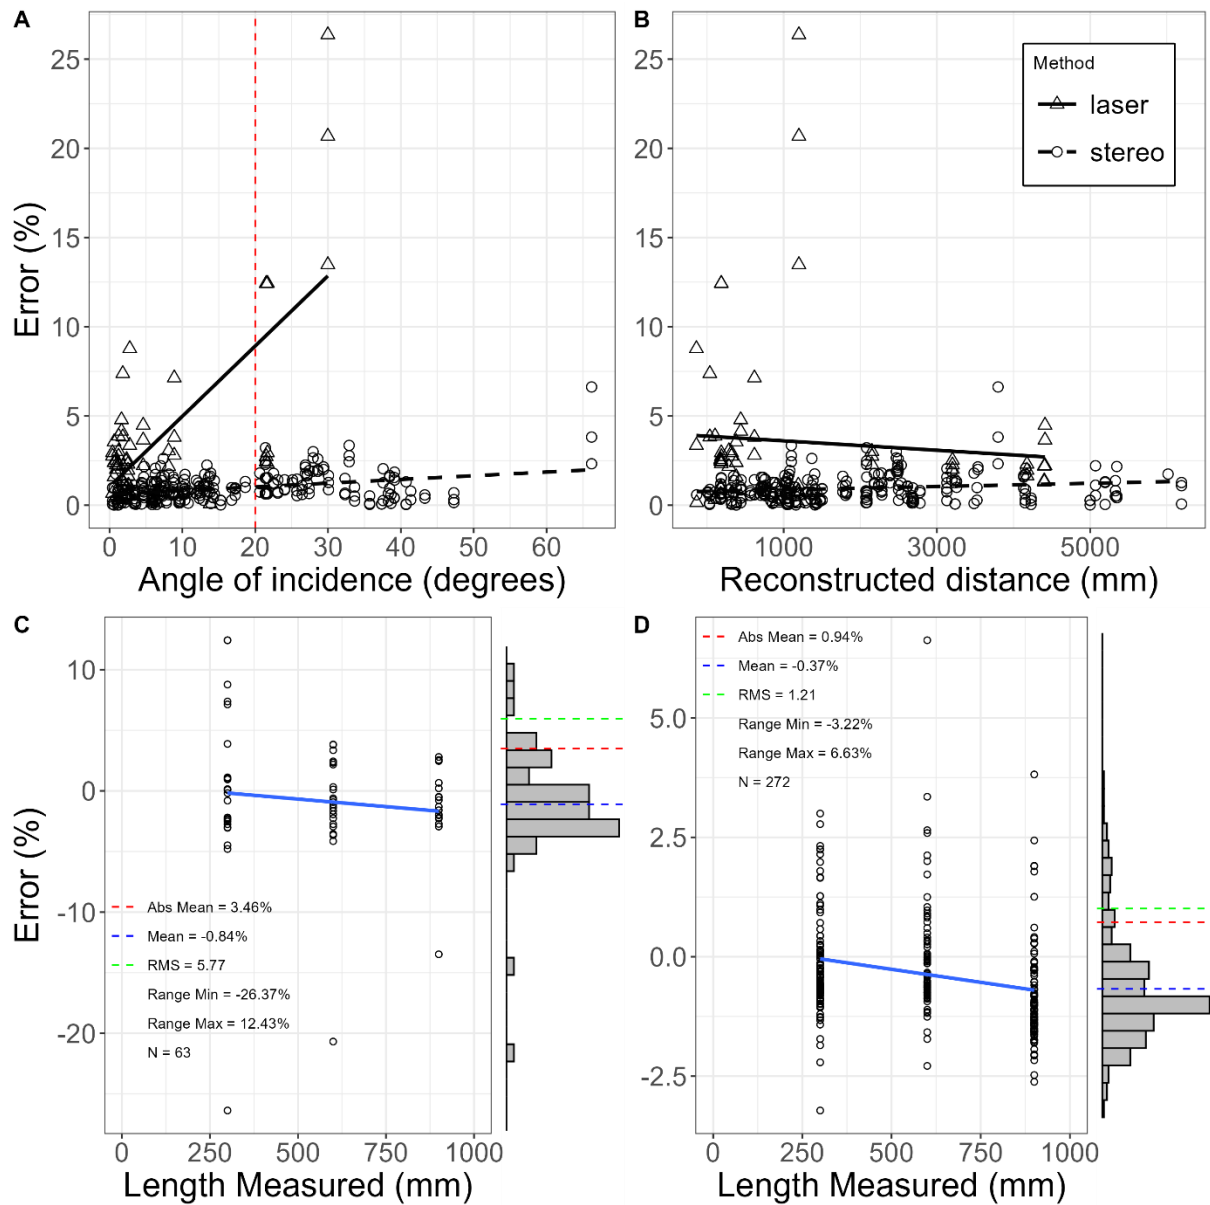 A
B
25
20
15
10
5
0
Error (%)
0
10
20
30
40
50
60
Angle of incidence (degrees)
Method
laser
stereo
25
20
15
10
5
0
1000
3000
5000
Reconstructed distance (mm)
C
10
0
-10
-20
Error (%)
Abs Mean = 3.46%
Mean = -0.84%
RMS = 5.77
Range Min = -26.37%
Range Max = 12.43%
N = 63
0
250
500
750
1000
Length Measured (mm)
D
Abs Mean = 0.94%
Mean = -0.37%
RMS = 1.21
Range Min = -3.22%
Range Max = 6.63%
N = 272
5.0
2.5
0.0
-2.5
0
250
500
750
1000
Length Measured (mm)